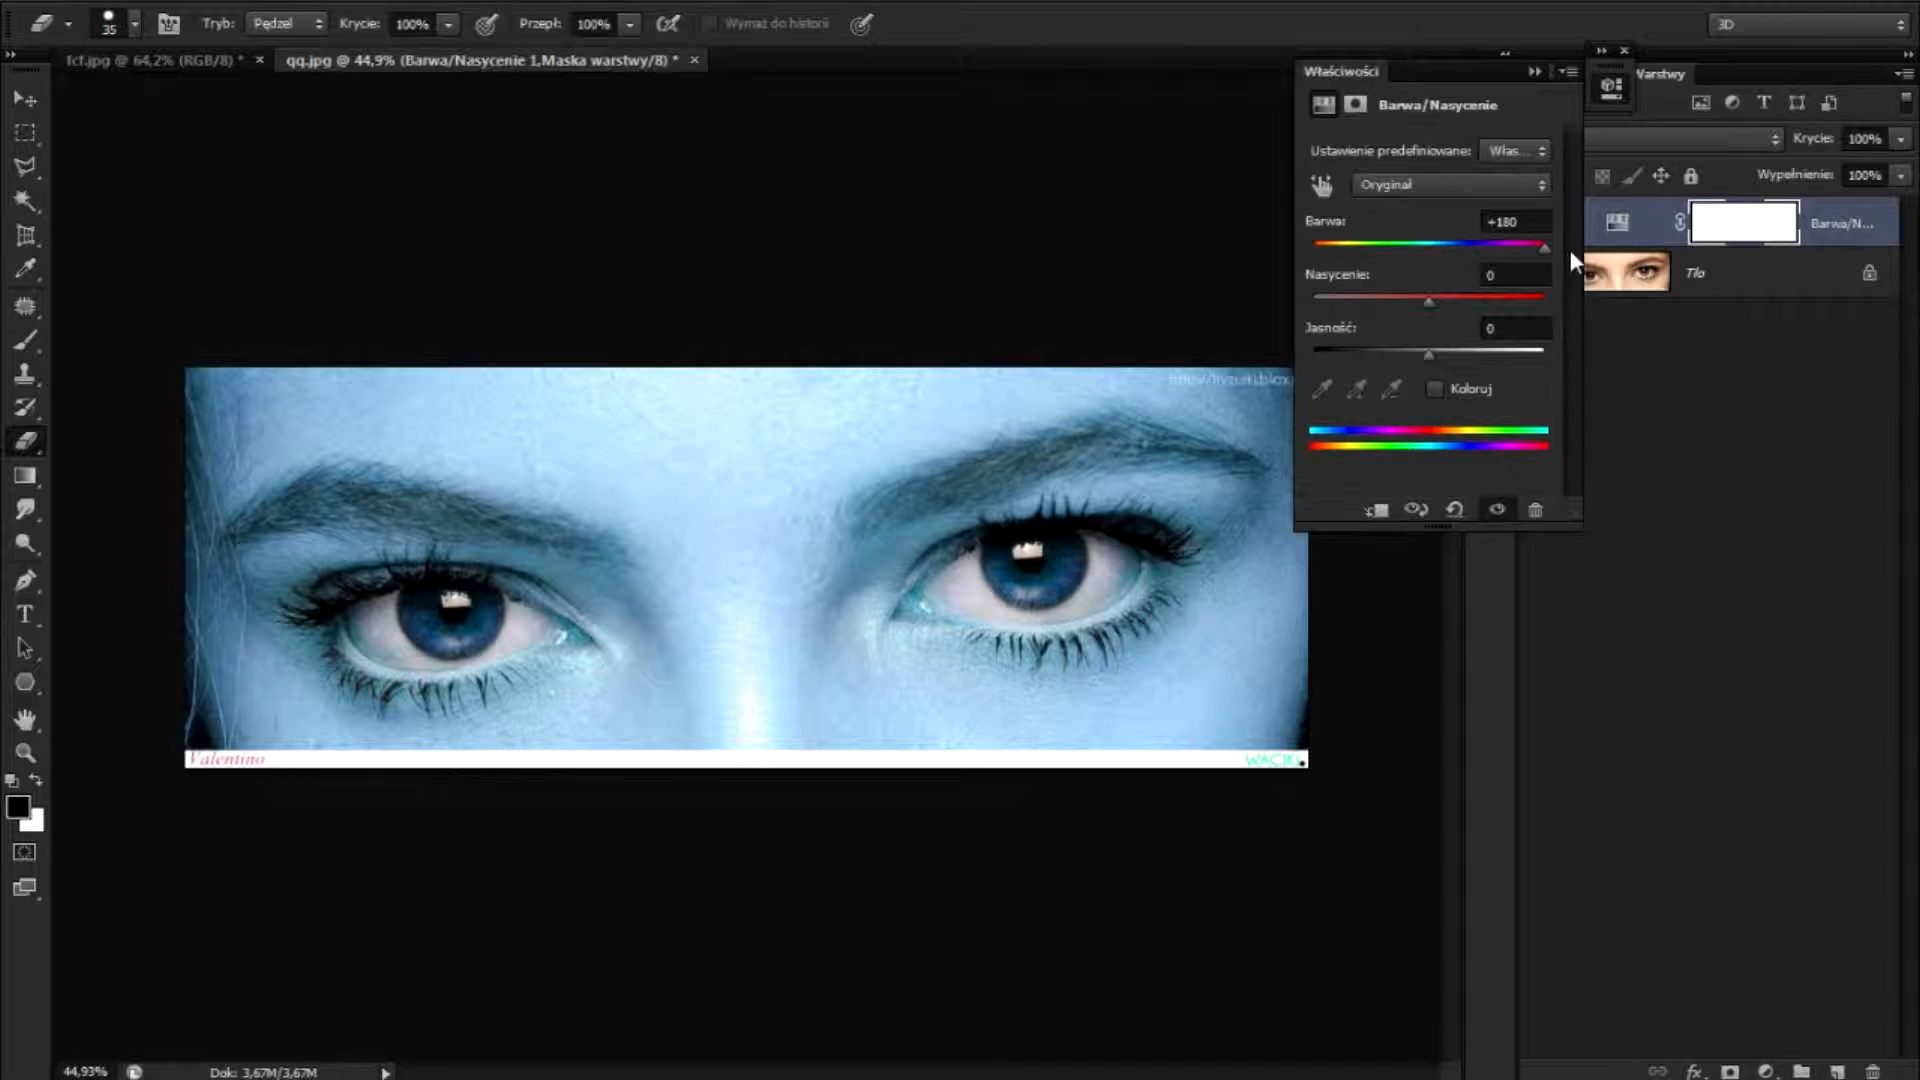 35 Tryb: Pędzel Krycie: 100% Przepł: 100% Wymaż do historii 3D
fcf.jpg @ 64,2% (RGB/8) * × qq.jpg @ 44,9% (Barwa/Nasycenie 1,Maska warstwy/8) * ×
Właściwości
Barwa/Nasycenie
Ustawienie predefiniowane: Włas...
Oryginał
Barwa: +180
Nasycenie: 0
Jasność: 0
Koloruj
Warstwy
Krycie: 100%
Wypełnienie: 100%
Barwa/N...
Tło
Valentino
WACIKI.
44,93% Dok: 3,67M/3,67M